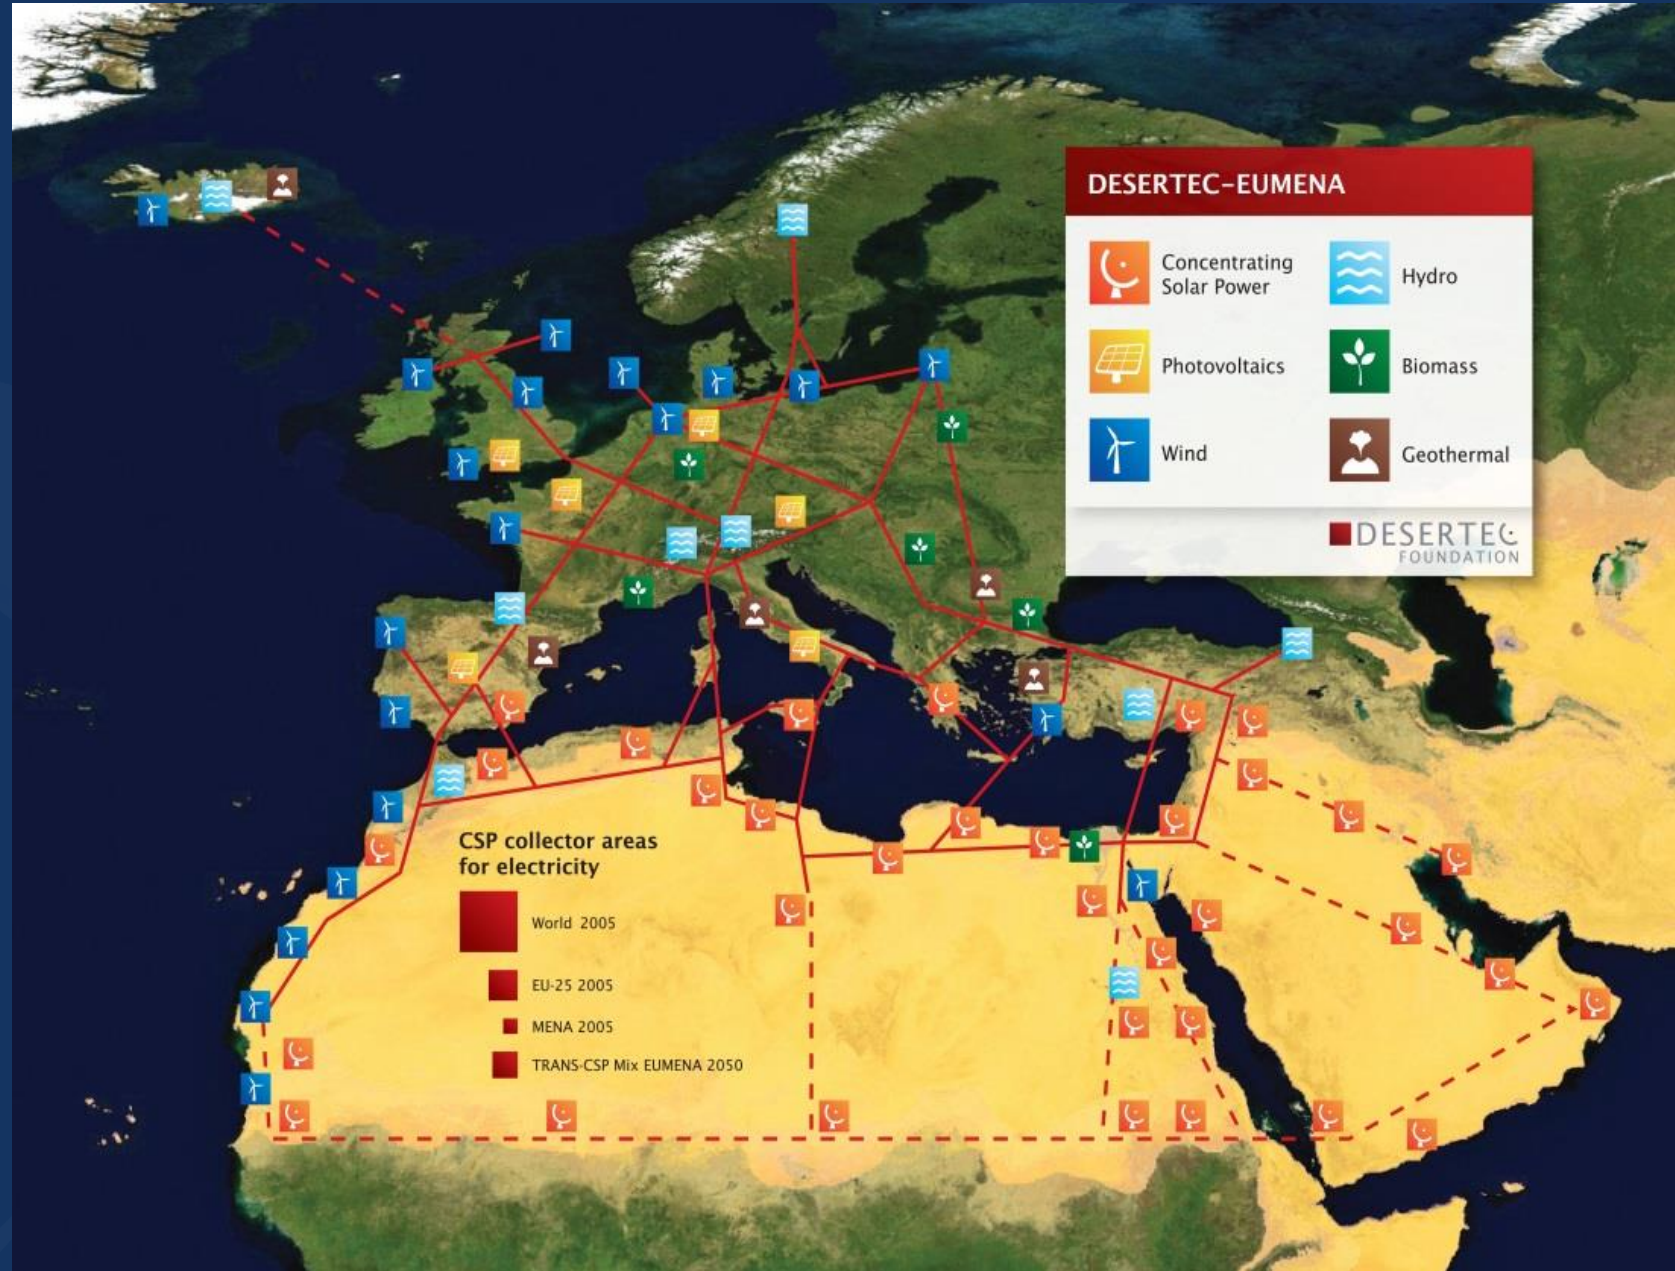 DESERTEC–EUMENA
Concentrating
Solar Power
Hydro
Photovoltaics
Biomass
Wind
Geothermal
DESERTEC
FOUNDATION
CSP collector areas
for electricity
World 2005
EU-25 2005
MENA 2005
TRANS-CSP Mix EUMENA 2050